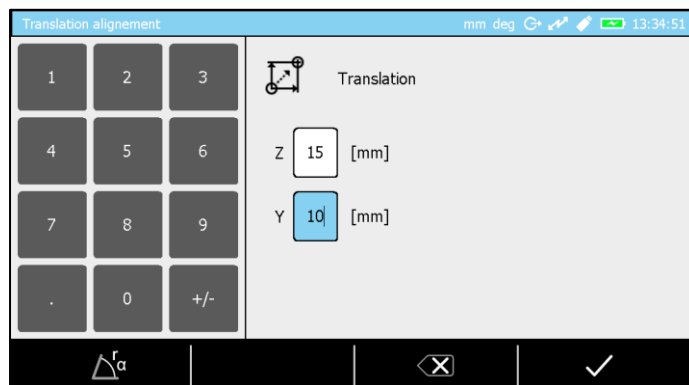 Translation alignement mm deg 13:34:51
1 2 3
Translation
4 5 6
Z 15 [mm]
7 8 9
Y 10 [mm]
. 0 +/-
r α